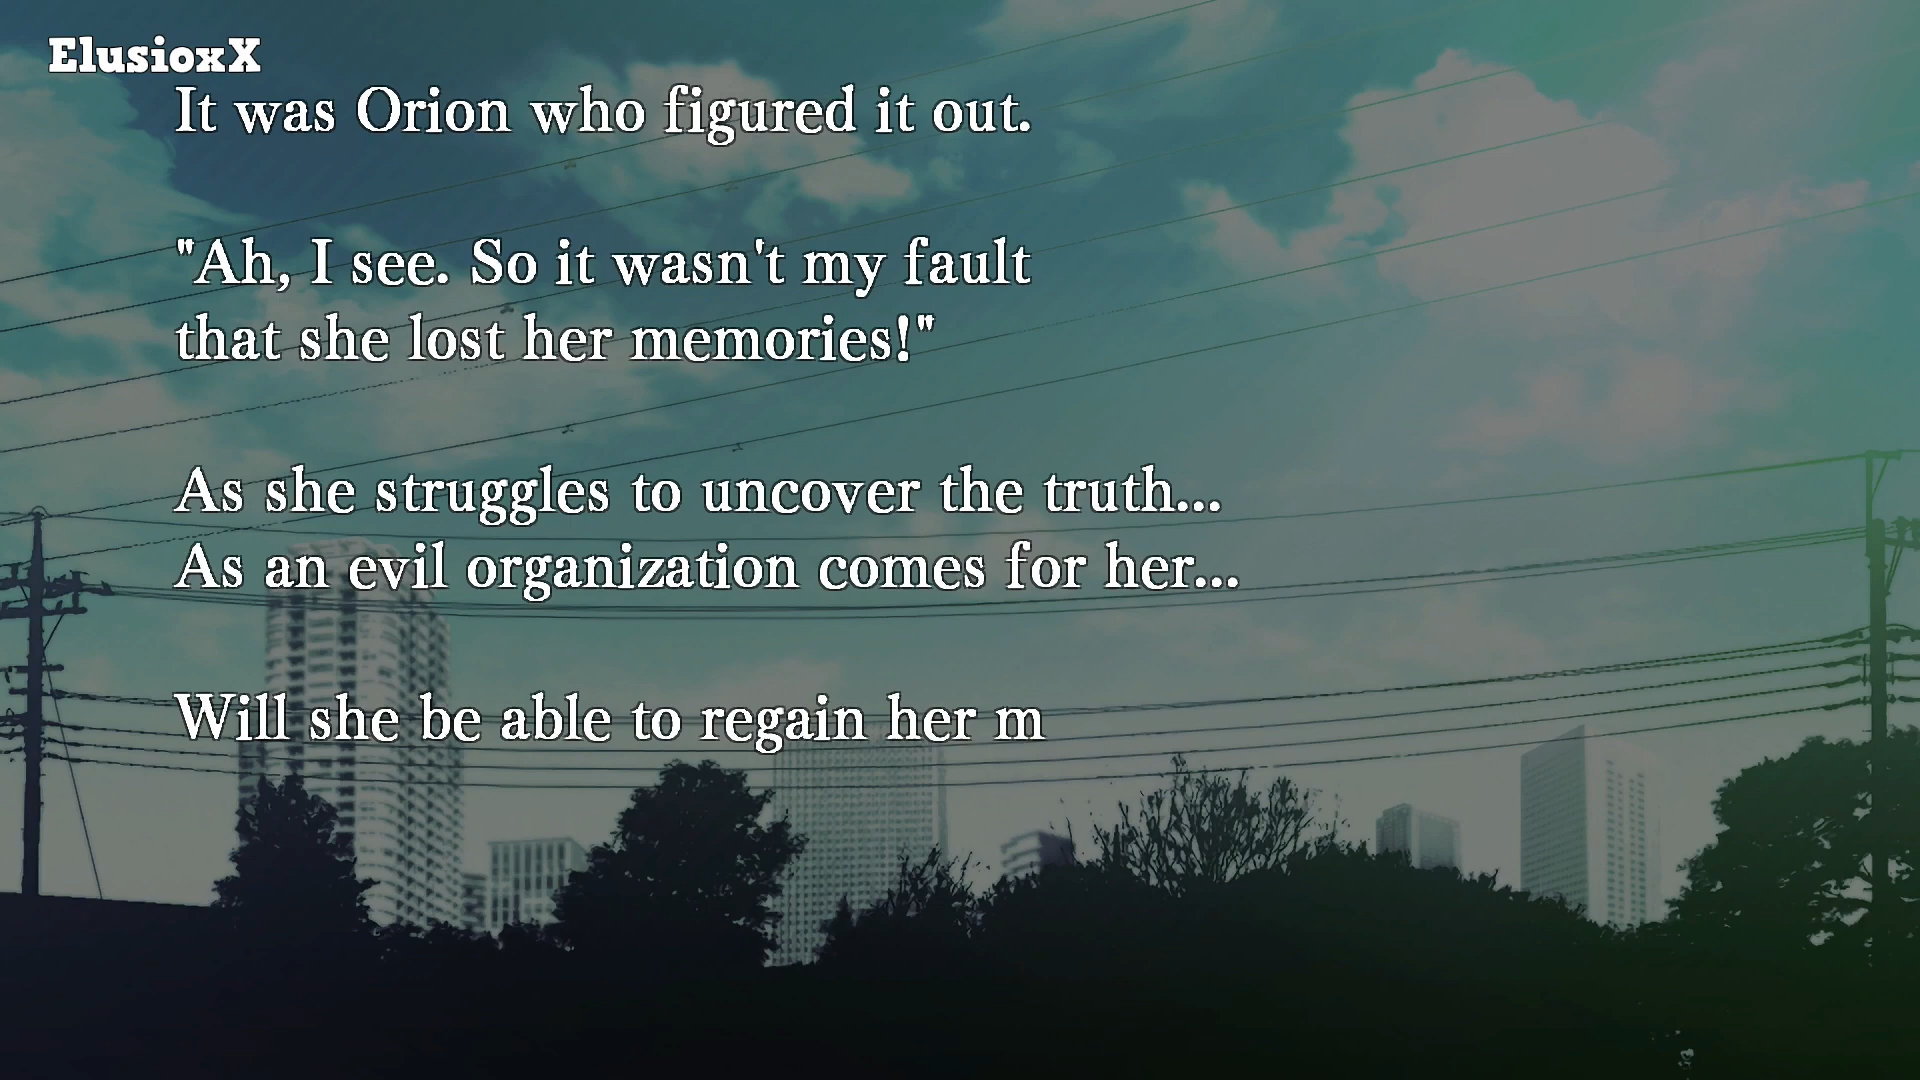 ElusioxX
It was Orion who figured it out.
"Ah, I see. So it wasn't my fault
that she lost her memories!"
As she struggles to uncover the truth...
As an evil organization comes for her...
Will she be able to regain her m